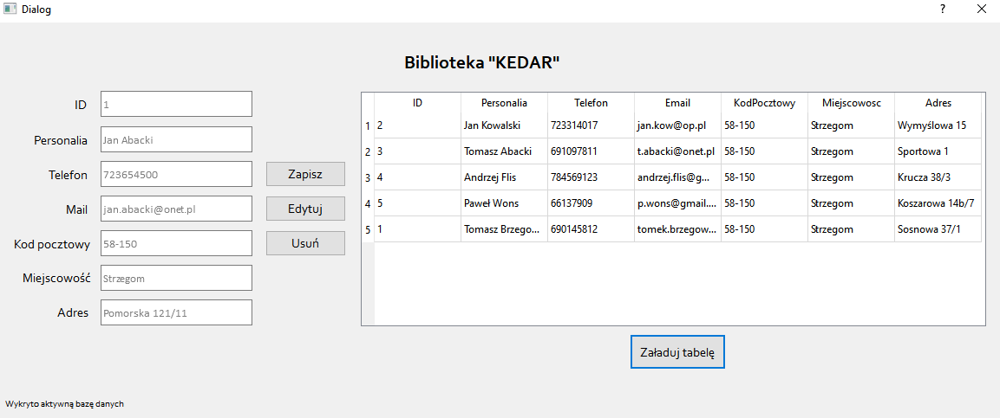 Dialog
?
Biblioteka "KEDAR"
ID 1
Personalia Jan Abacki
Telefon 723654500
Zapisz
Mail jan.abacki@onet.pl
Edytuj
Kod pocztowy 58-150
Usuń
Miejscowość Strzegom
Adres Pomorska 121/11
ID Personalia Telefon Email KodPocztowy Miejscowosc Adres
1 2 Jan Kowalski 723314017 jan.kow@op.pl 58-150 Strzegom Wymyślowa 15
2 3 Tomasz Abacki 691097811 t.abacki@onet.pl 58-150 Strzegom Sportowa 1
3 4 Andrzej Flis 784569123 andrzej.flis@g... 58-150 Strzegom Krucza 38/3
4 5 Paweł Wons 66137909 p.wons@gmail.... 58-150 Strzegom Koszarowa 14b/7
5 1 Tomasz Brzego... 690145812 tomek.brzegow... 58-150 Strzegom Sosnowa 37/1
Załaduj tabelę
Wykryto aktywną bazę danych